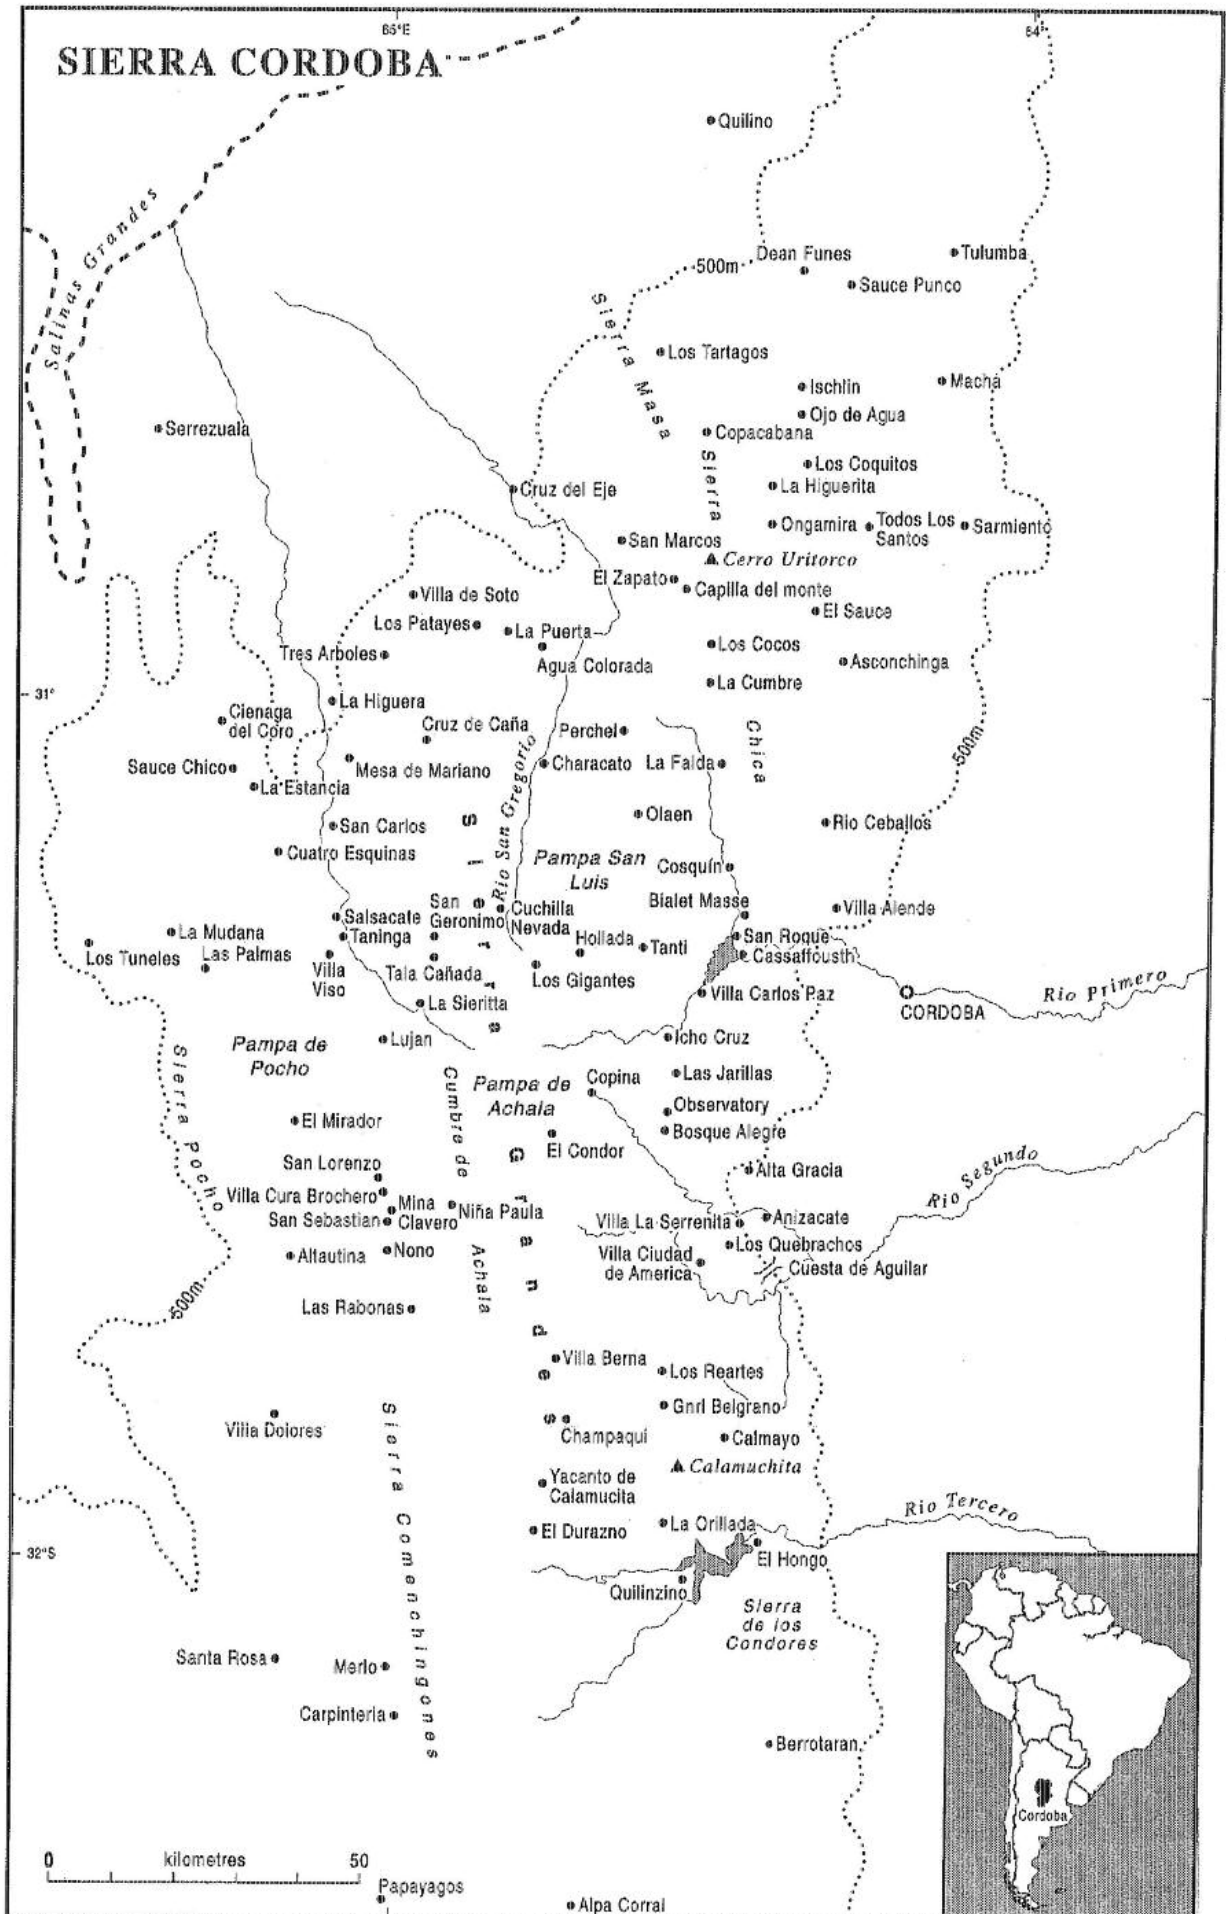 65°E
64°
SIERRA CORDOBA
Quilino
Salinas Grandes
Dean Funes
Tulumba
500m
Sauce Punco
Sierra Masa
Los Tartagos
Ischlin
Macha
Ojo de Agua
Serrezuala
Copacabana
Sierra
Los Coquitos
Cruz del Eje
La Higuerita
Ongamira
Todos Los
Santos
Sarmiento
San Marcos
Cerro Uritorco
El Zapato
Capilla del monte
Villa de Soto
El Sauce
Los Patayes
La Puerta
Tres Arboles
Agua Colorada
Los Cocos
Asconchinga
31°
La Cumbre
La Higuera
Cienaga
del Coro
Cruz de Caña
Perchel
Chica
500m
Sauce Chico
Mesa de Mariano
Characato
La Falda
La Estancia
Rio San Gregorio
Olaen
Rio Ceballos
San Carlos
Cuatro Esquinas
Pampa San
Luis
Cosquín
Sierra
Bialet Masse
Villa Alende
Salsacate
San
Geronimo
Cuchilla
Nevada
La Mudana
Taninga
Hollada
Tanti
San Roque
Los Tuneles
Las Palmas
Villa
Viso
Tala Cañada
Los Gigantes
Cassaffousth
La Sieritta
Villa Carlos Paz
CORDOBA
Rio Primero
Pampa de
Pocho
Lujan
Icho Cruz
Sierra Pocho
Cumbre de Achala
Pampa de
Achala
Copina
Las Jarillas
Observatory
El Mirador
Bosque Alegre
El Condor
Grandes
San Lorenzo
Alta Gracia
Rio Segundo
Villa Cura Brochero
Mina
Clavero
Niña Paula
San Sebastian
Villa La Serrenita
Anizacate
Altautina
Nono
Los Quebrachos
Villa Ciudad
de America
Cuesta de Aguilar
500m
Las Rabonas
Villa Berna
Los Reartes
Gnrl Belgrano
Villa Dolores
Champaqui
Calmayo
Sierra Comenchingones
Calamuchita
Yacanto de
Calamucita
Rio Tercero
El Durazno
La Orillada
32°S
El Hongo
Quilinzino
Sierra
de los
Condores
Santa Rosa
Merlo
Carpinteria
Berrotaran
Cordoba
0 kilometres 50
Papayagos
Alpa Corral